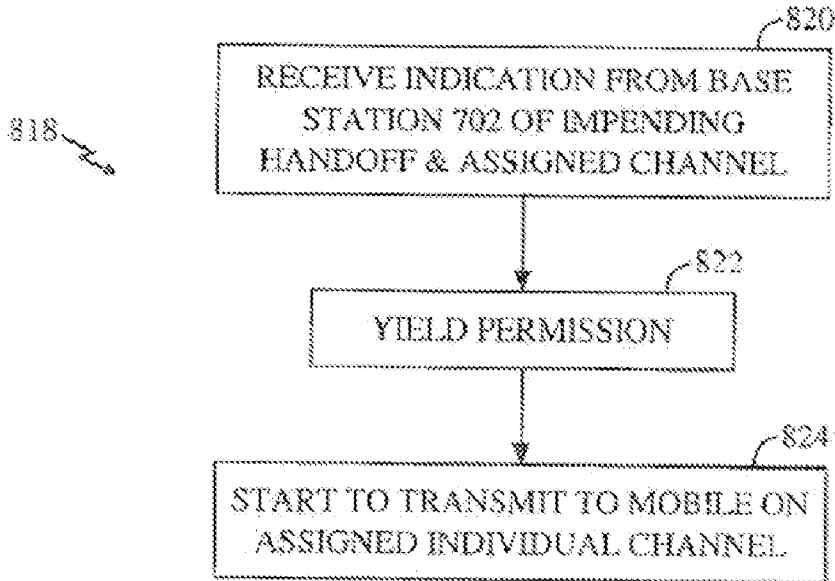 820
RECEIVE INDICATION FROM BASE
STATION 702 OF IMPENDING
HANDOFF & ASSIGNED CHANNEL
818
822
YIELD PERMISSION
824
START TO TRANSMIT TO MOBILE ON
ASSIGNED INDIVIDUAL CHANNEL